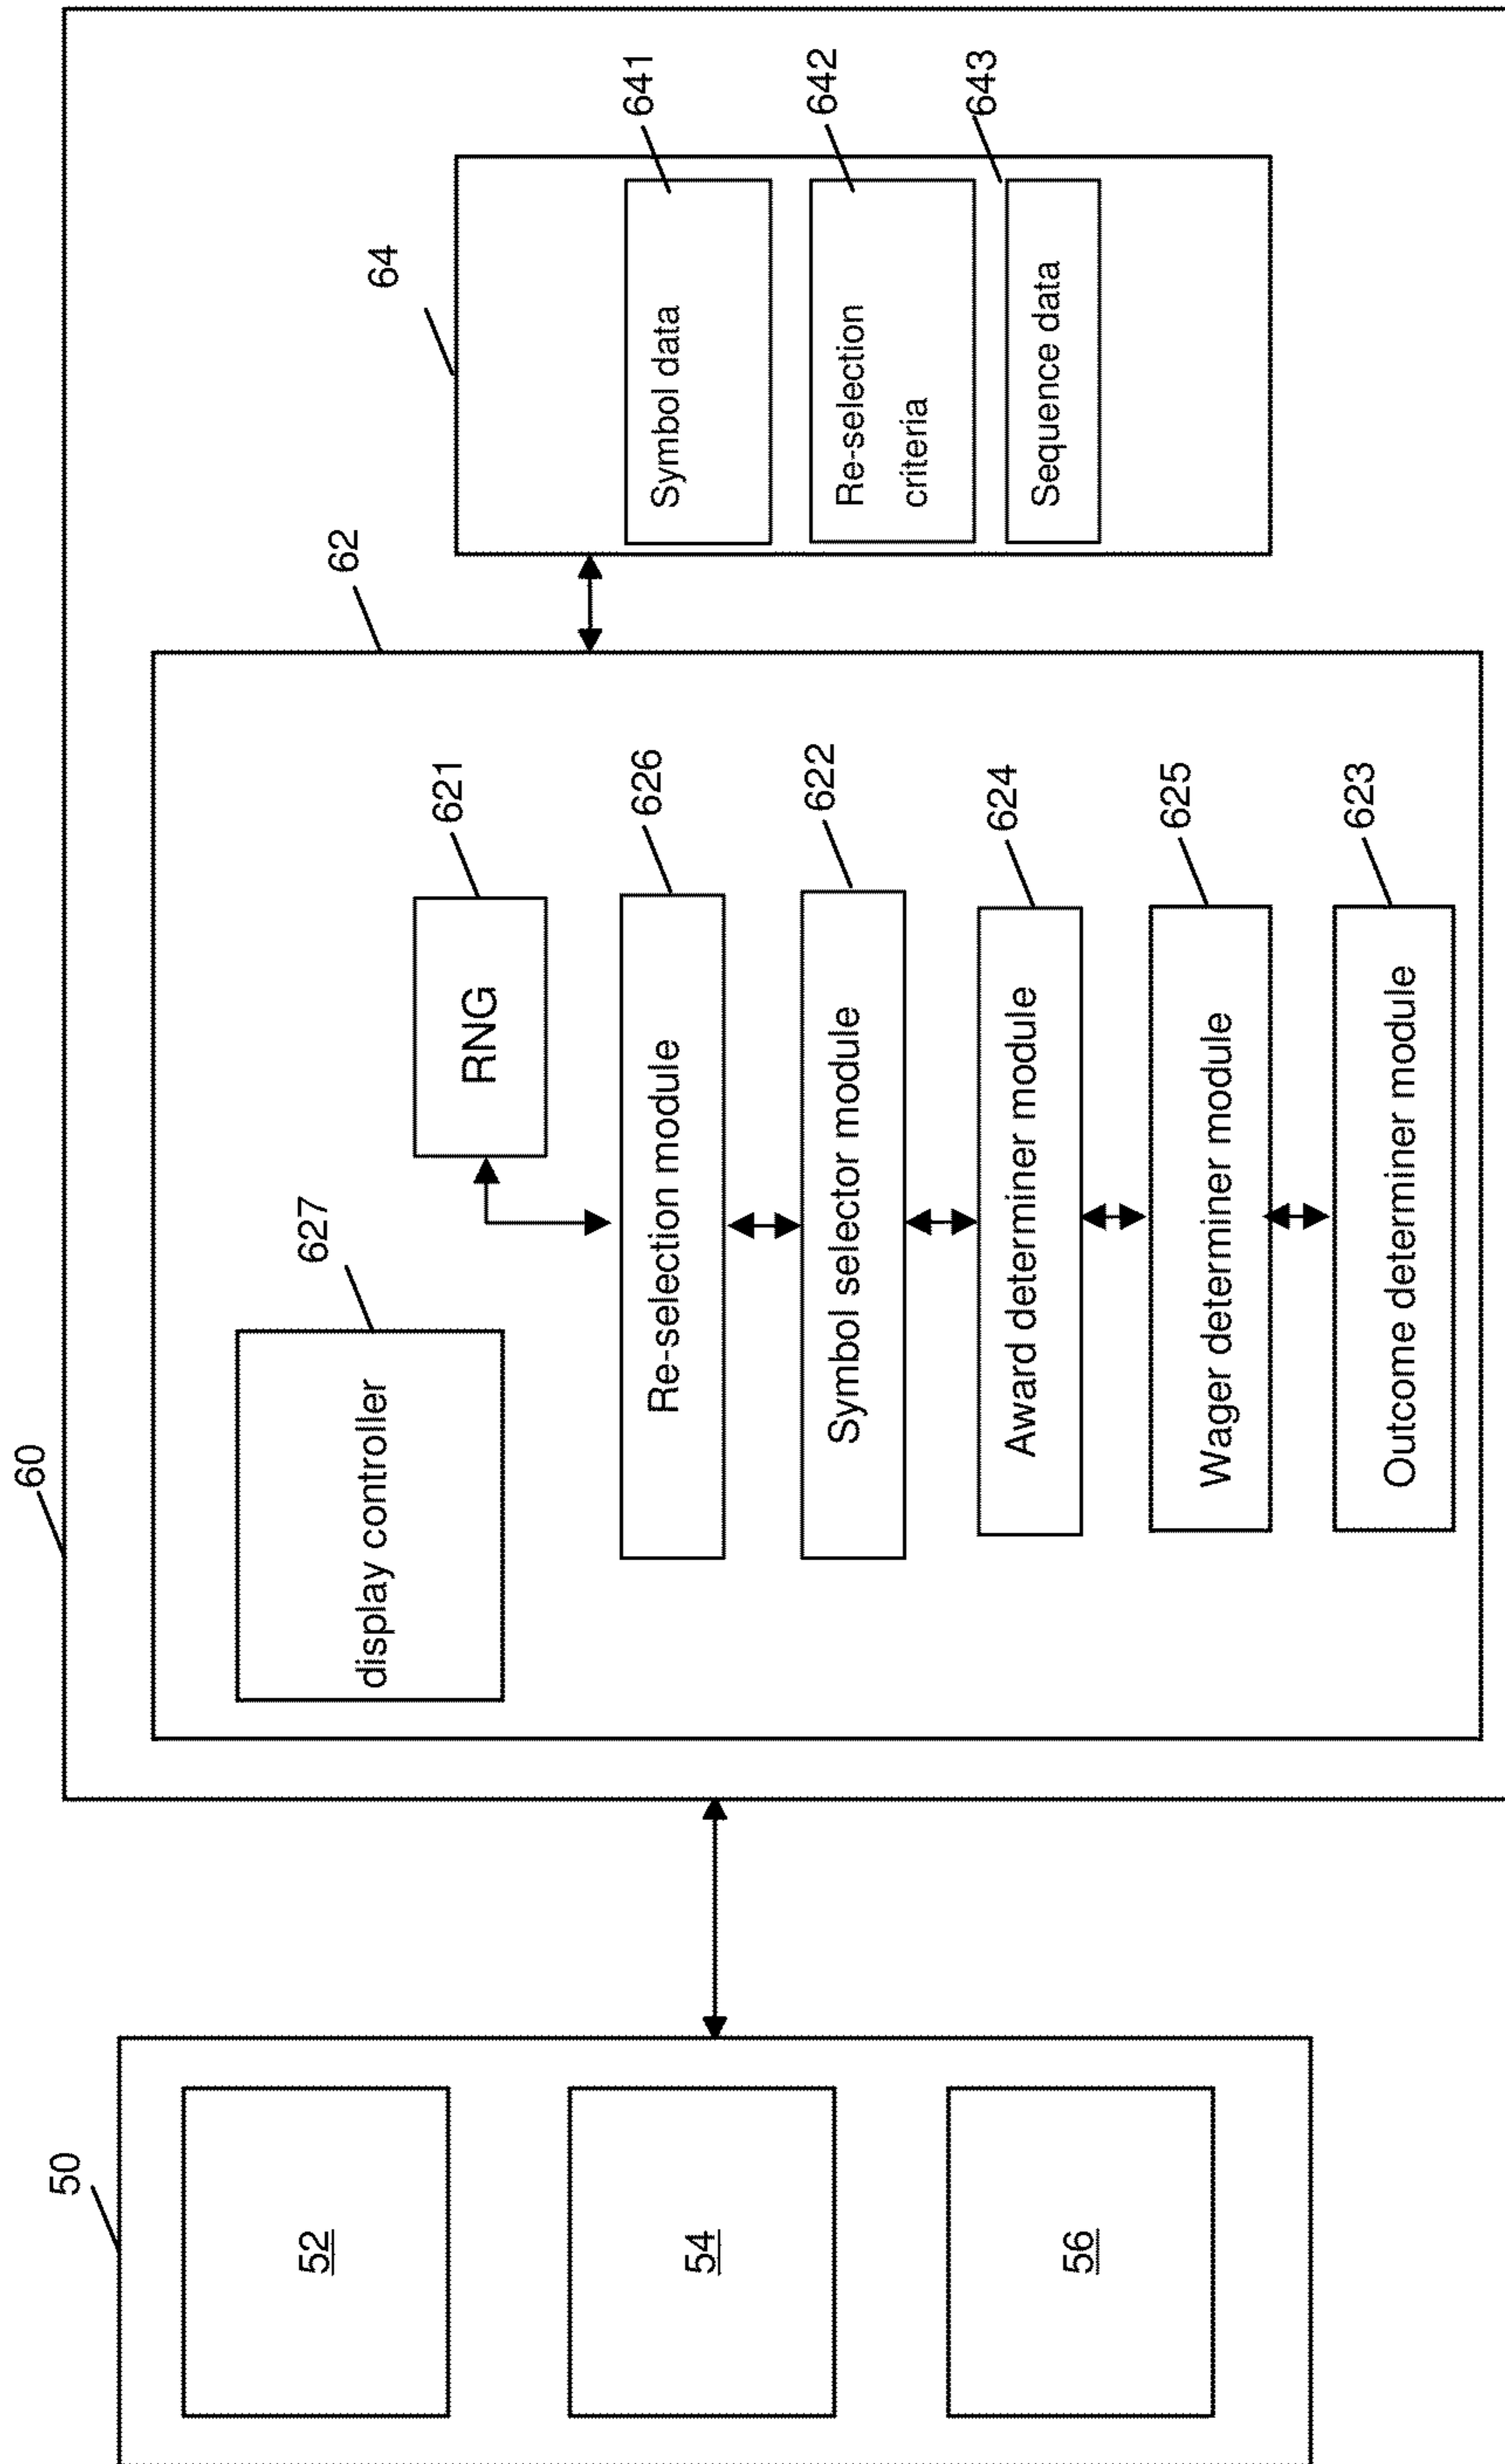 60
50
52
54
56
62
627
display controller
621
RNG
626
Re-selection module
622
Symbol selector module
624
Award determiner module
625
Wager determiner module
623
Outcome determiner module
64
641
Symbol data
642
Re-selection
criteria
643
Sequence data